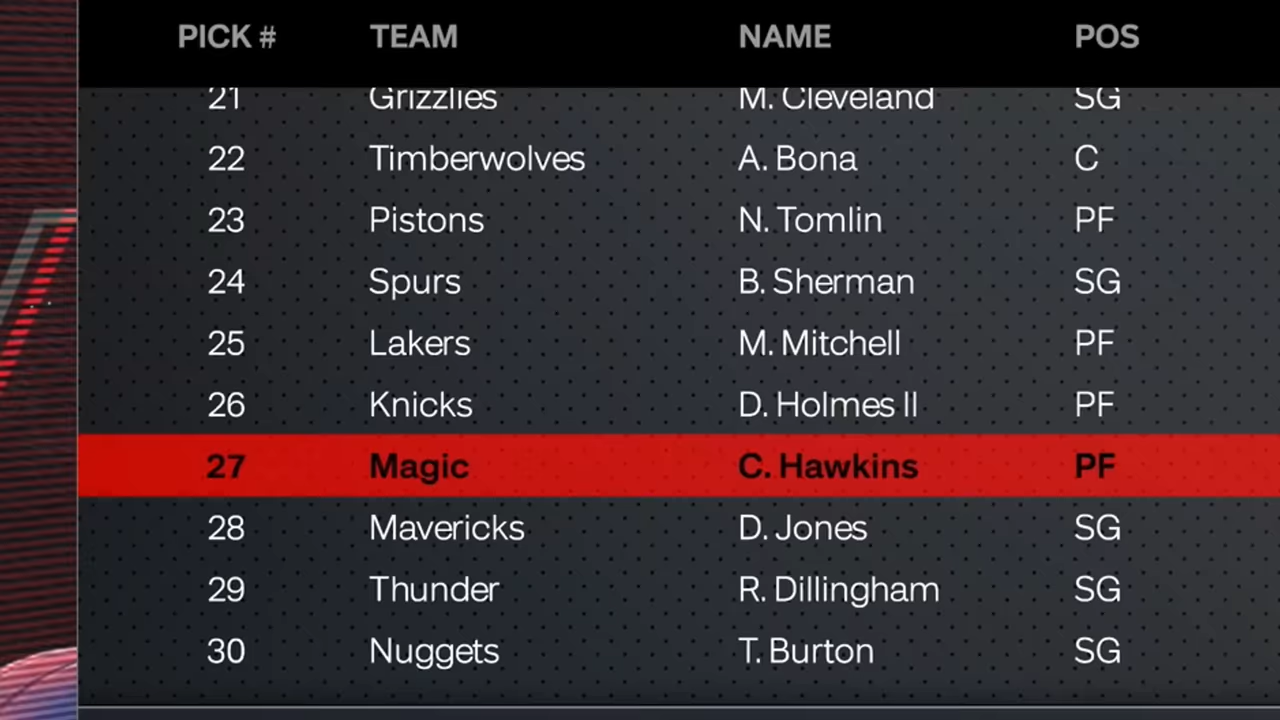 PICK # TEAM NAME POS
21 Grizzlies M. Cleveland SG
22 Timberwolves A. Bona C
23 Pistons N. Tomlin PF
24 Spurs B. Sherman SG
25 Lakers M. Mitchell PF
26 Knicks D. Holmes II PF
27 Magic C. Hawkins PF
28 Mavericks D. Jones SG
29 Thunder R. Dillingham SG
30 Nuggets T. Burton SG